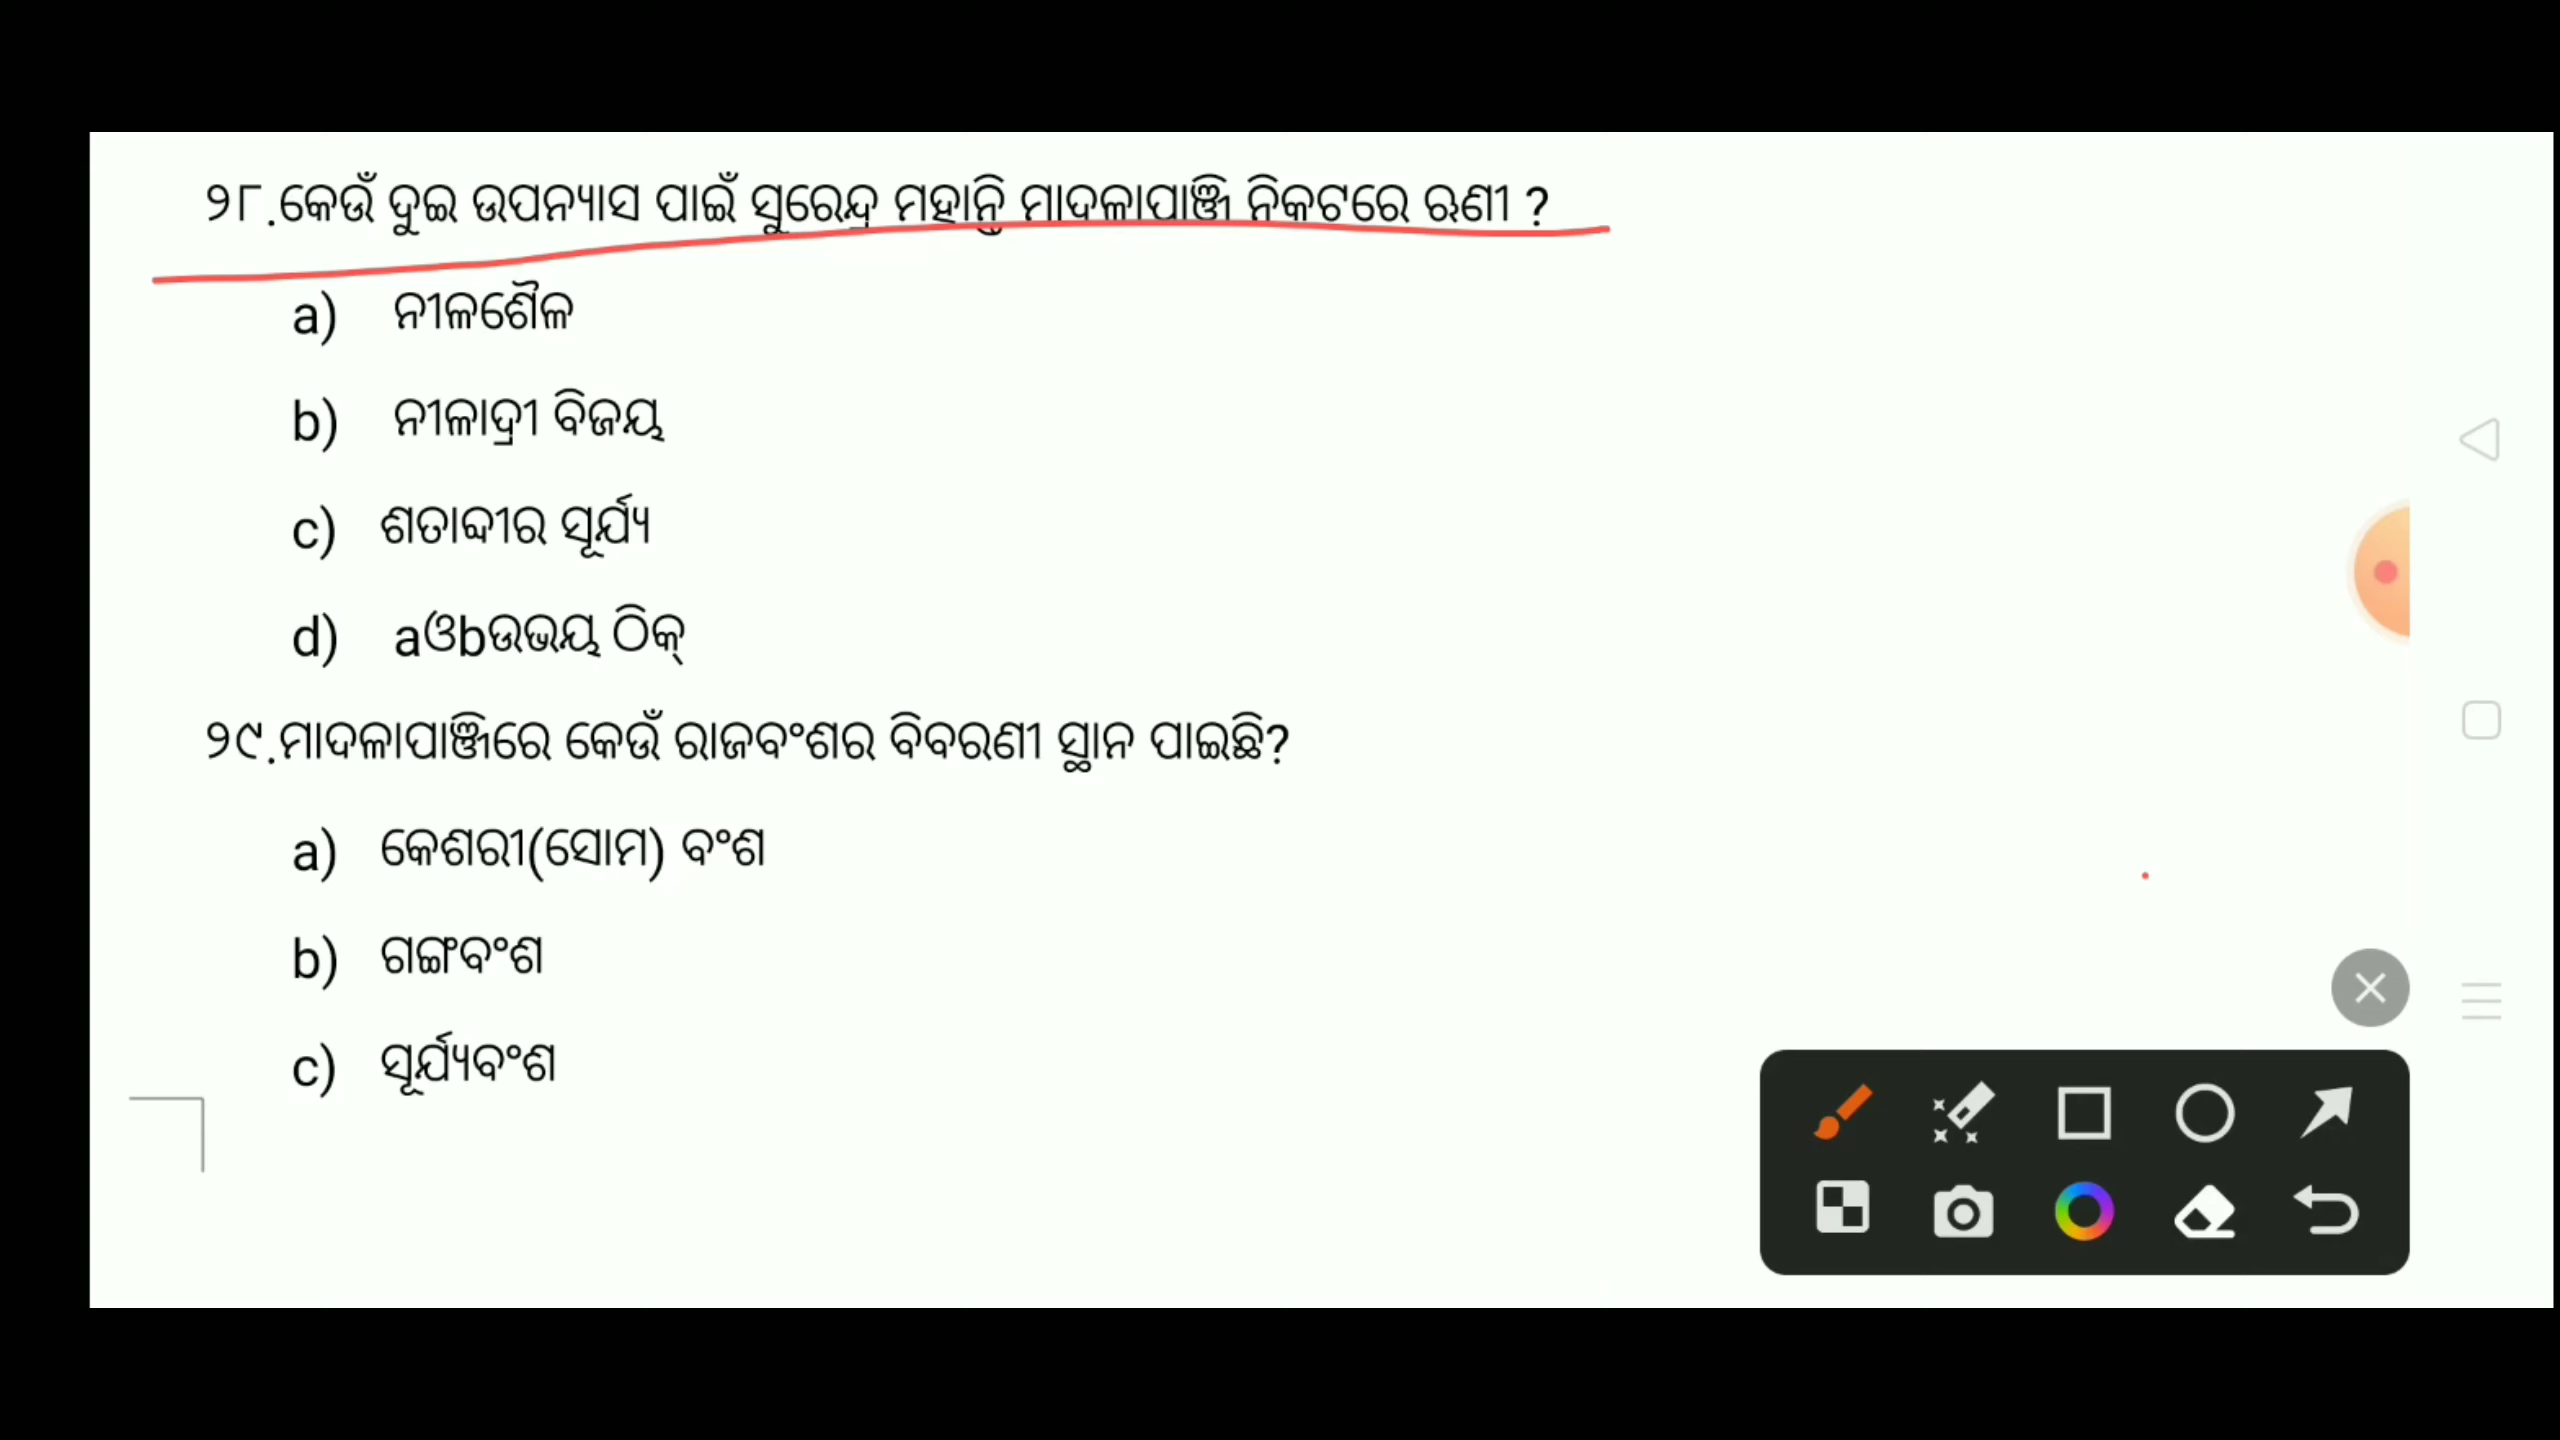 ୨୮.କେଉଁ ଦୁଇ ଉପନ୍ୟାସ ପାଇଁ ସୁରେନ୍ଦ୍ର ମହାନ୍ତି ମାଦଳାପାଞ୍ଜି ନିକଟରେ ଋଣୀ ?
a) ନୀଳଶୈଳ
b) ନୀଳାଦ୍ରୀ ବିଜୟ
c) ଶତାବ୍ଦୀର ସୂର୍ଯ୍ୟ
d) aଓbଉଭୟ ଠିକ୍
୨୯.ମାଦଳାପାଞ୍ଜିରେ କେଉଁ ରାଜବଂଶର ବିବରଣୀ ସ୍ଥାନ ପାଇଛି?
a) କେଶରୀ(ସୋମ) ବଂଶ
b) ଗଙ୍ଗବଂଶ
c) ସୂର୍ଯ୍ୟବଂଶ